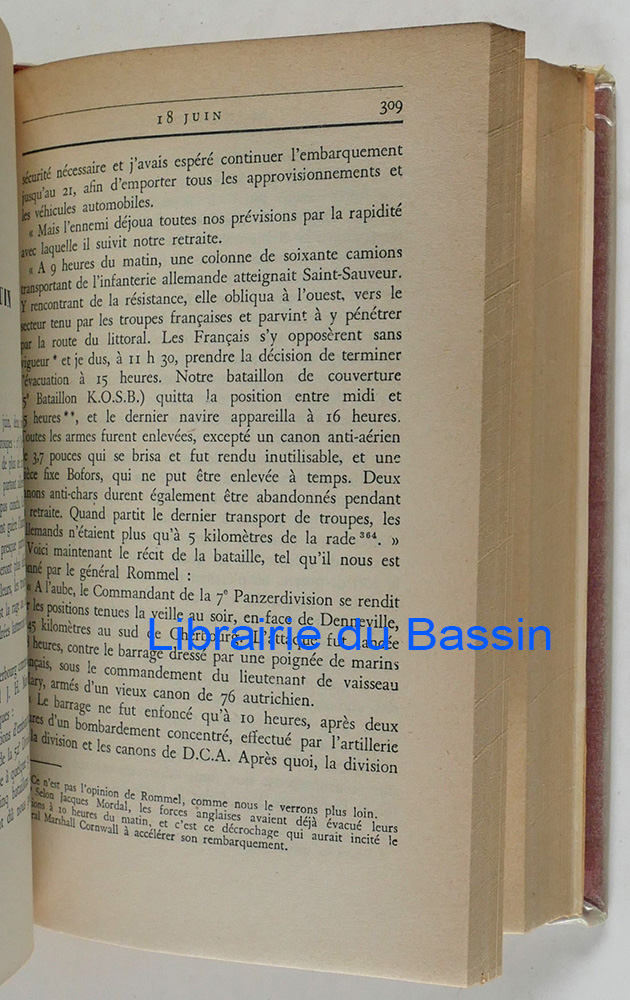 18 JUIN 309
sécurité nécessaire et j'avais espéré continuer l'embarquement
jusqu'au 21, afin d'emporter tous les approvisionnements et
les véhicules automobiles.
« Mais l'ennemi déjoua toutes nos prévisions par la rapidité
avec laquelle il suivit notre retraite.
« A 9 heures du matin, une colonne de soixante camions
transportant de l'infanterie allemande atteignait Saint-Sauveur.
Y rencontrant de la résistance, elle obliqua à l'ouest, vers le
secteur tenu par les troupes françaises et parvint à y pénétrer
par la route du littoral. Les Français s'y opposèrent sans
vigueur * et je dus, à 11 h 30, prendre la décision de terminer
l'évacuation à 15 heures. Notre bataillon de couverture
5e Bataillon K.O.S.B.) quitta la position entre midi et
5 heures **, et le dernier navire appareilla à 16 heures.
Toutes les armes furent enlevées, excepté un canon anti-aérien
e 3,7 pouces qui se brisa et fut rendu inutilisable, et une
èce fixe Bofors, qui ne put être enlevée à temps. Deux
nons anti-chars durent également être abandonnés pendant
retraite. Quand partit le dernier transport de troupes, les
llemands n'étaient plus qu'à 5 kilomètres de la rade 364. »
Voici maintenant le récit de la bataille, tel qu'il nous est
nné par le général Rommel :
« A l'aube, le Commandant de la 7e Panzerdivision se rendit
r les positions tenues la veille au soir, en face de Denneville,
45 kilomètres au sud de Cherbourg. L'attaque fut lancée
heures, contre le barrage dressé par une poignée de marins
nçais, sous le commandement du lieutenant de vaisseau
lary, armés d'un vieux canon de 76 autrichien.
Le barrage ne fut enfoncé qu'à 10 heures, après deux
ures d'un bombardement concentré, effectué par l'artillerie
la division et les canons de D.C.A. Après quoi, la division
Ce n'est pas l'opinion de Rommel, comme nous le verrons plus loin.
Selon Jacques Mordal, les forces anglaises avaient déjà évacué leurs
ions à 10 heures du matin, et c'est ce décrochage qui aurait incité le
ral Marshall Cornwall à accélérer son rembarquement.
Librairie du Bassin